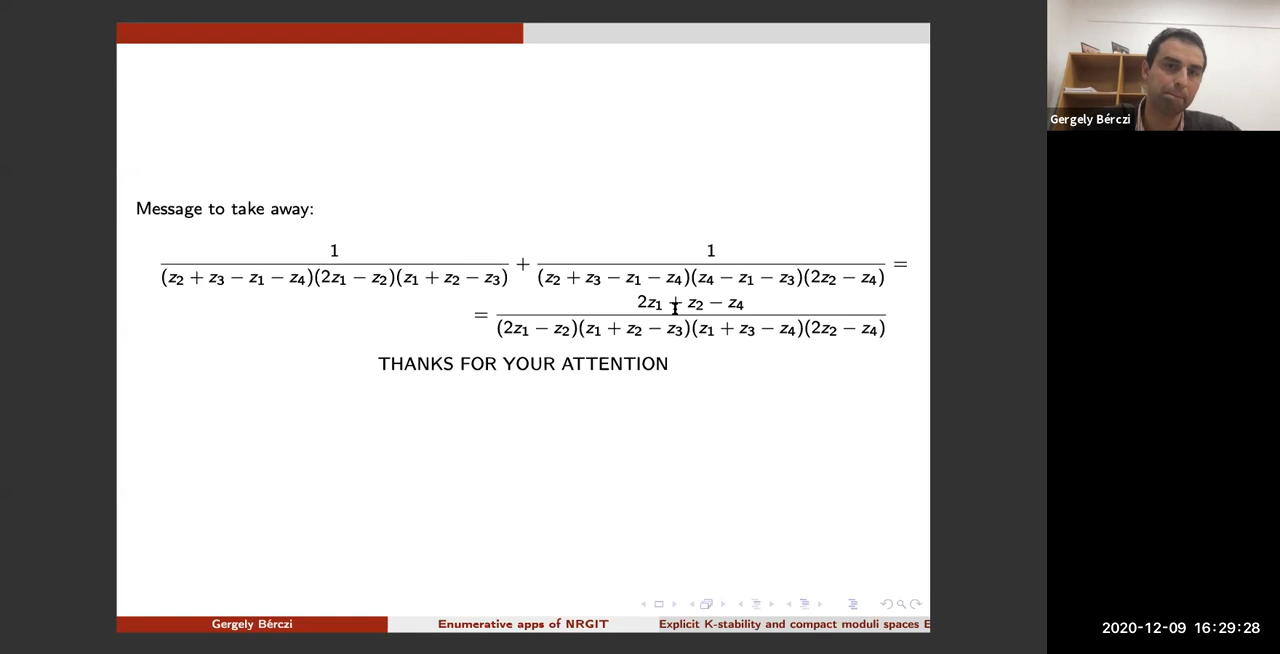 Message to take away:
1/((z₂ + z₃ − z₁ − z₄)(2z₁ − z₂)(z₁ + z₂ − z₃)) + 1/((z₂ + z₃ − z₁ − z₄)(z₄ − z₁ − z₃)(2z₂ − z₄)) =
= (2z₁ + z₂ − z₄)/((2z₁ − z₂)(z₁ + z₂ − z₃)(z₁ + z₃ − z₄)(2z₂ − z₄))
THANKS FOR YOUR ATTENTION
Gergely Bérczi Enumerative apps of NRGIT Explicit K-stability and compact moduli spaces E
Gergely Bérczi
2020-12-09 16:29:28